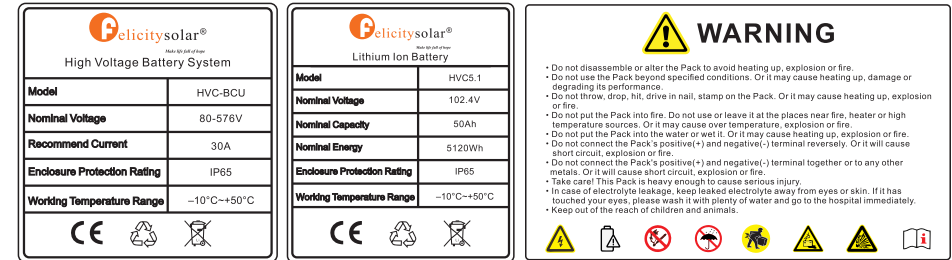 Felicitysolar®
Make life full of hope
High Voltage Battery System
Model HVC-BCU
Nominal Voltage 80-576V
Recommend Current 30A
Enclosure Protection Rating IP65
Working Temperature Range –10°C~+50°C
CE
Felicitysolar®
Make life full of hope
Lithium Ion Battery
Model HVC5.1
Nominal Voltage 102.4V
Nominal Capacity 50Ah
Nominal Energy 5120Wh
Enclosure Protection Rating IP65
Working Temperature Range –10°C~+50°C
CE
WARNING
• Do not disassemble or alter the Pack to avoid heating up, explosion or fire.
• Do not use the Pack beyond specified conditions. Or it may cause heating up, damage or
degrading its performance.
• Do not throw, drop, hit, drive in nail, stamp on the Pack. Or it may cause heating up, explosion
or fire.
• Do not put the Pack into fire. Do not use or leave it at the places near fire, heater or high
temperature sources. Or it may cause over temperature, explosion or fire.
• Do not put the Pack into the water or wet it. Or it may cause heating up, explosion or fire.
• Do not connect the Pack's positive(+) and negative(-) terminal reversely. Or it will cause
short circuit, explosion or fire.
• Do not connect the Pack's positive(+) and negative(-) terminal together or to any other
metals. Or it will cause short circuit, explosion or fire.
• Take care! This Pack is heavy enough to cause serious injury.
• In case of electrolyte leakage, keep leaked electrolyte away from eyes or skin. If it has
touched your eyes, please wash it with plenty of water and go to the hospital immediately.
• Keep out of the reach of children and animals.